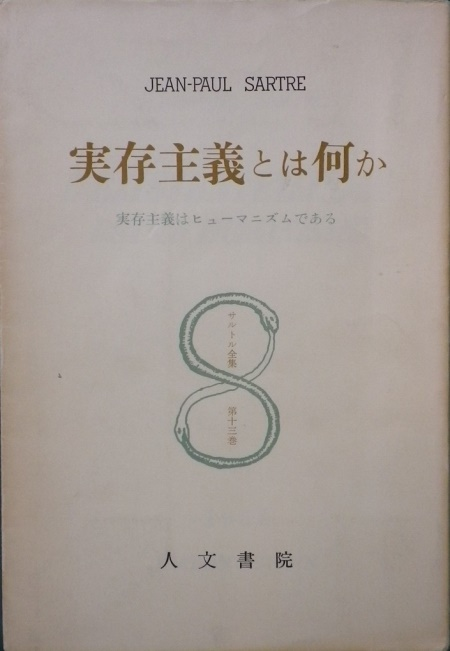 JEAN-PAUL SARTRE
実存主義とは何か
実存主義はヒューマニズムである
サルトル全集
第十三巻
人文書院